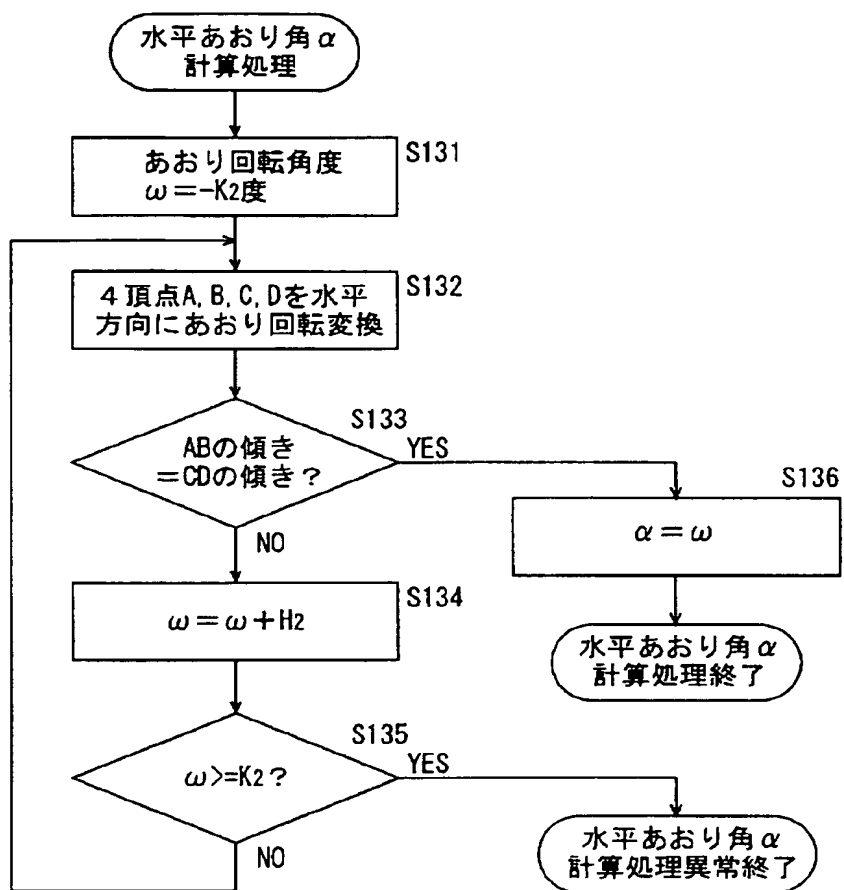 水平あおり角α
計算処理
S131
あおり回転角度
ω=-K2度
S132
4頂点A,B,C,Dを水平
方向にあおり回転変換
S133
ABの傾き
=CDの傾き?
YES
NO
S136
α=ω
S134
ω=ω+H2
水平あおり角α
計算処理終了
S135
ω>=K2?
YES
NO
水平あおり角α
計算処理異常終了